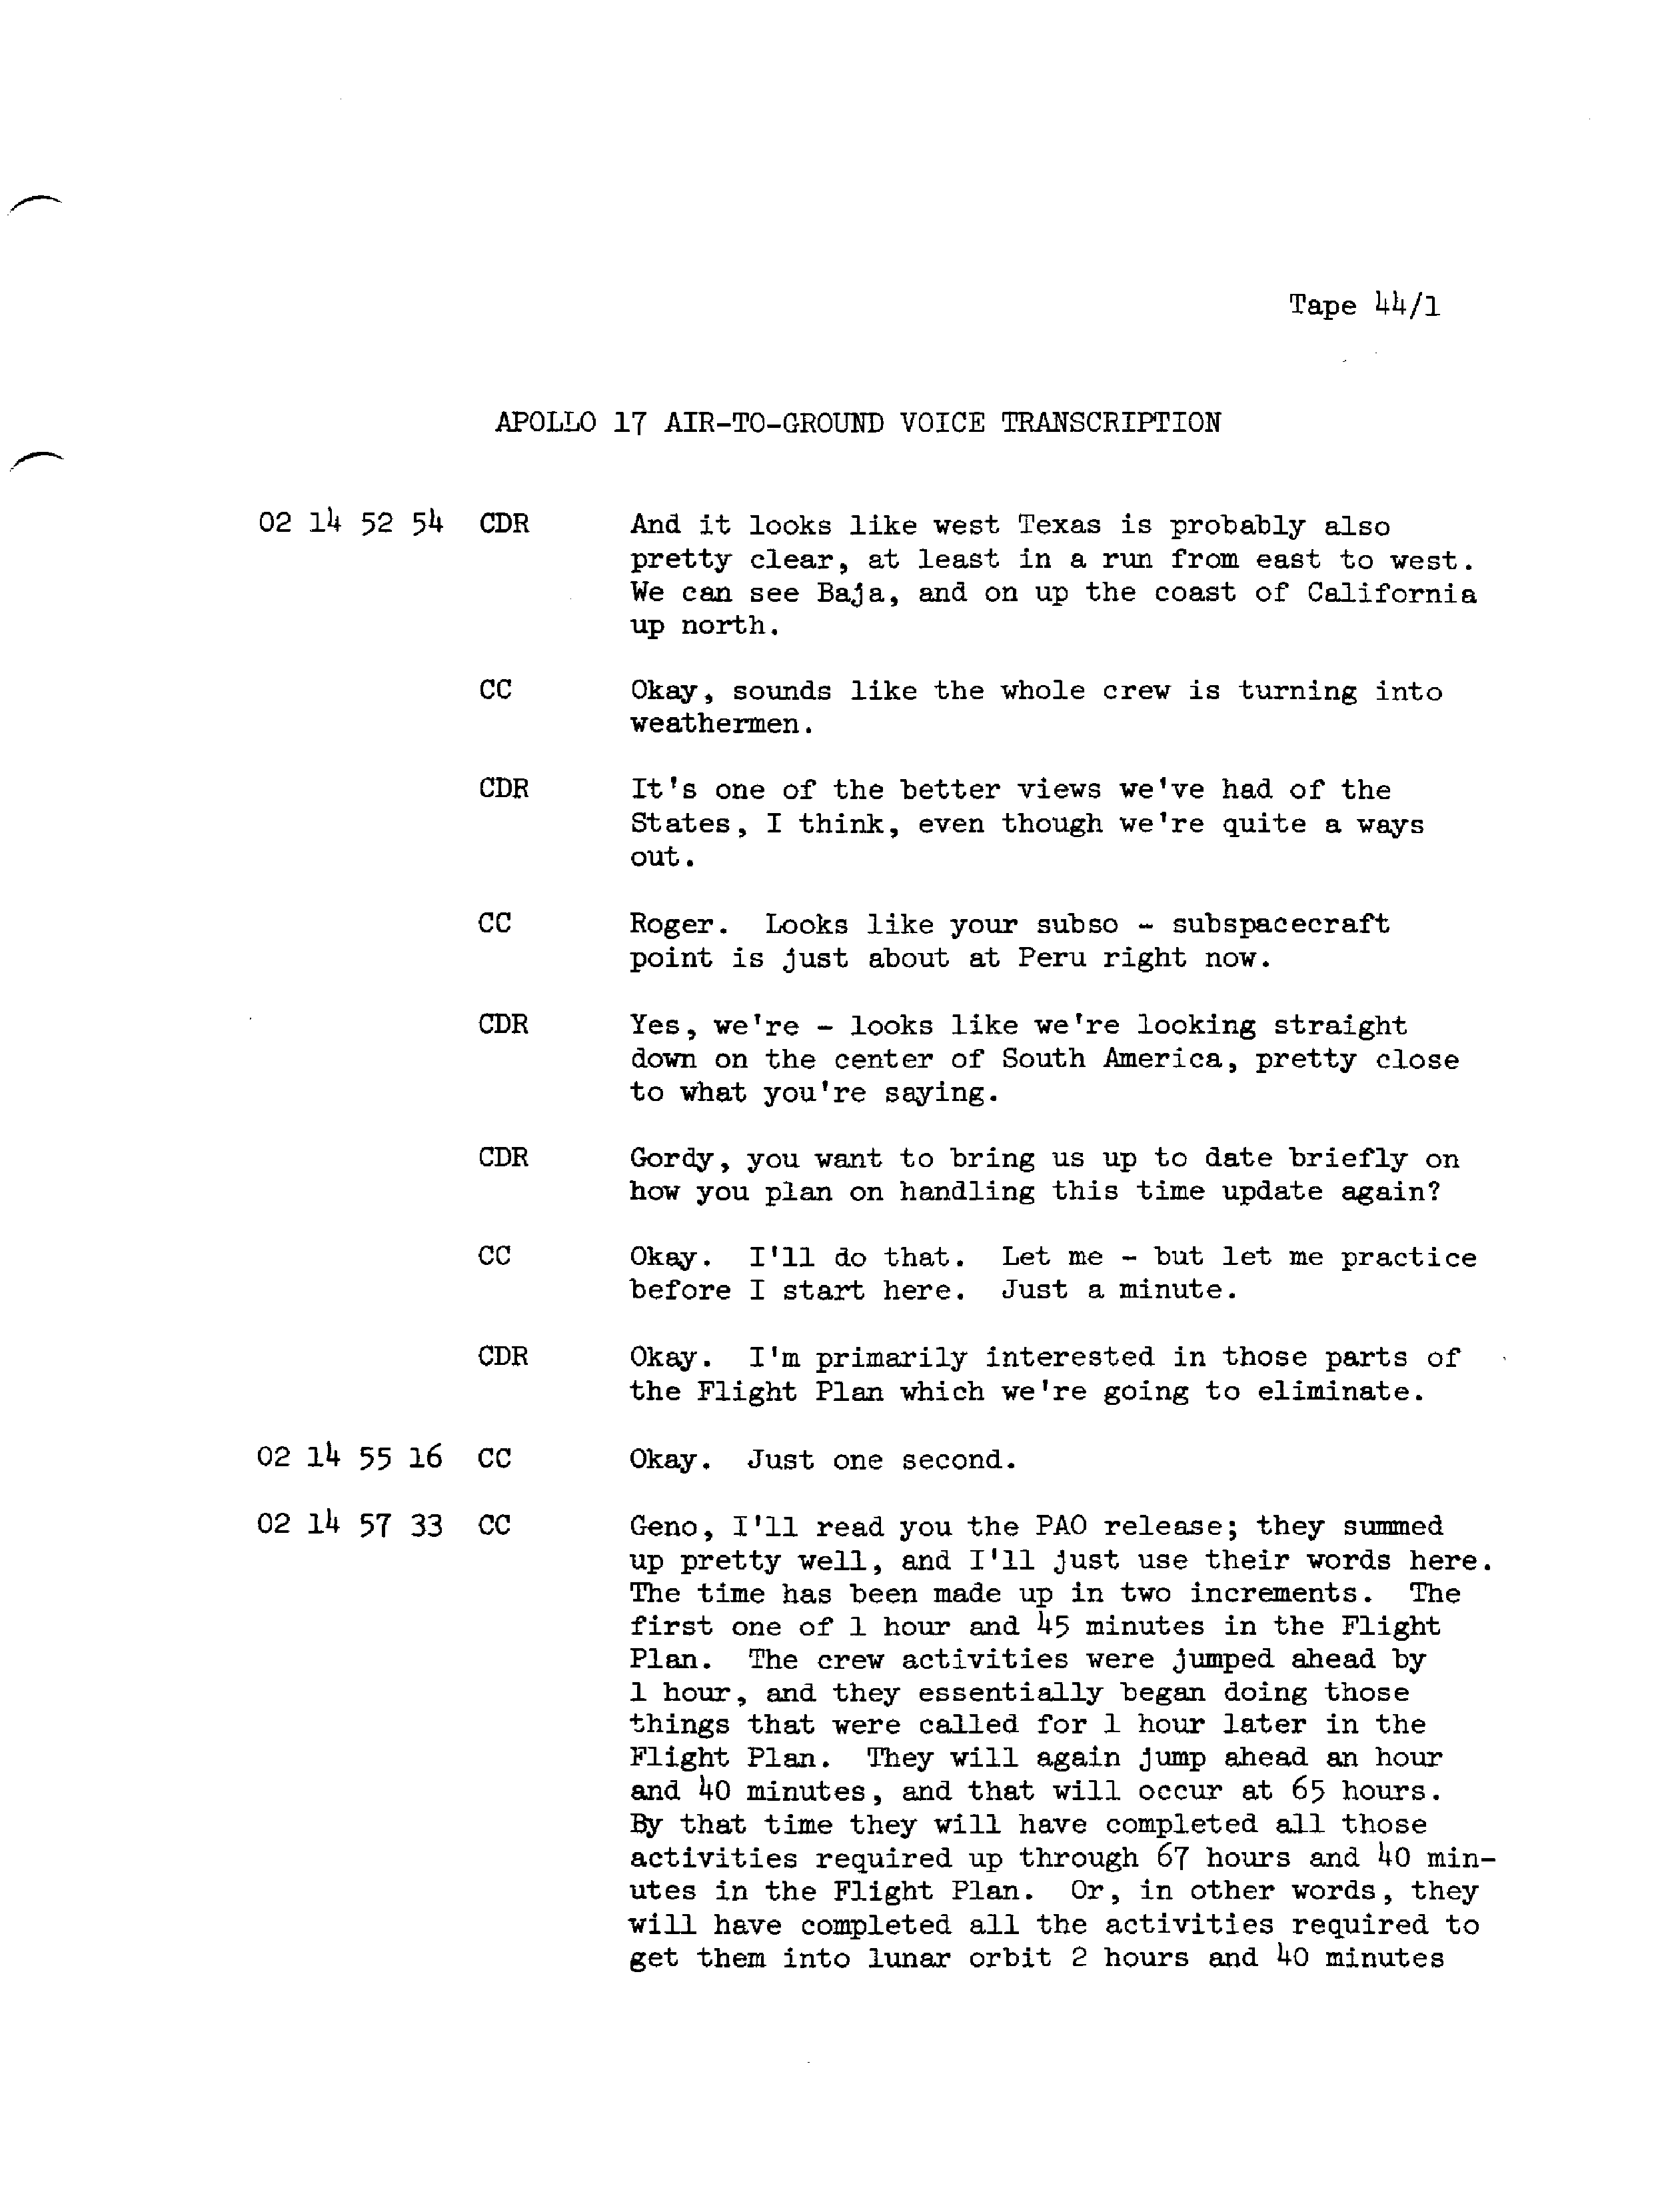 Tape 44/1
APOLLO 17 AIR-TO-GROUND VOICE TRANSCRIPTION
02 14 52 54 CDR And it looks like west Texas is probably also
pretty clear, at least in a run from east to west.
We can see Baja, and on up the coast of California
up north.
CC Okay, sounds like the whole crew is turning into
weathermen.
CDR It's one of the better views we've had of the
States, I think, even though we're quite a ways
out.
CC Roger. Looks like your subso - subspacecraft
point is just about at Peru right now.
CDR Yes, we're - looks like we're looking straight
down on the center of South America, pretty close
to what you're saying.
CDR Gordy, you want to bring us up to date briefly on
how you plan on handling this time update again?
CC Okay. I'll do that. Let me - but let me practice
before I start here. Just a minute.
CDR Okay. I'm primarily interested in those parts of
the Flight Plan which we're going to eliminate.
02 14 55 16 CC Okay. Just one second.
02 14 57 33 CC Geno, I'll read you the PAO release; they summed
up pretty well, and I'll just use their words here.
The time has been made up in two increments. The
first one of 1 hour and 45 minutes in the Flight
Plan. The crew activities were jumped ahead by
1 hour, and they essentially began doing those
things that were called for 1 hour later in the
Flight Plan. They will again jump ahead an hour
and 40 minutes, and that will occur at 65 hours.
By that time they will have completed all those
activities required up through 67 hours and 40 min-
utes in the Flight Plan. Or, in other words, they
will have completed all the activities required to
get them into lunar orbit 2 hours and 40 minutes